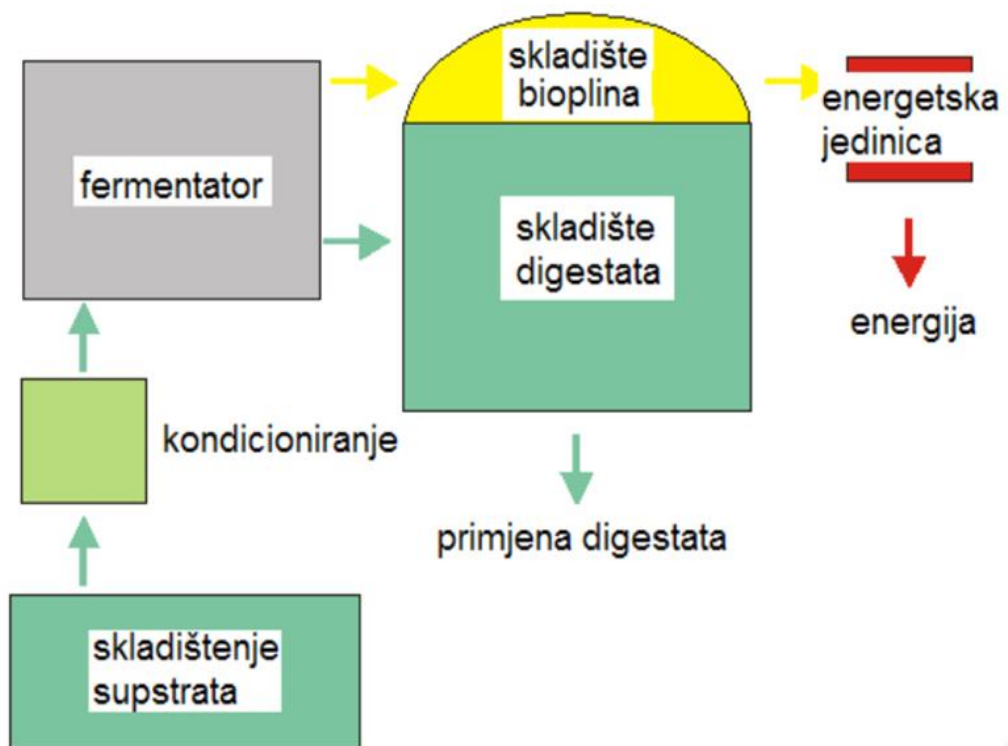 skladište
bioplina
energetska
jedinica
fermentator
skladište
digestata
energija
kondicioniranje
primjena digestata
skladištenje
supstrata